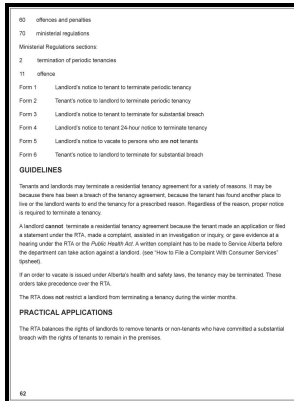 60 offences and penalties
70 ministerial regulations
Ministerial Regulations sections:
2 termination of periodic tenancies
11 offence
Form 1 Landlord's notice to tenant to terminate periodic tenancy
Form 2 Tenant's notice to landlord to terminate periodic tenancy
Form 3 Landlord's notice to tenant to terminate for substantial breach
Form 4 Landlord's notice to tenant 24-hour notice to terminate tenancy
Form 5 Landlord's notice to vacate to persons who are not tenants
Form 6 Tenant's notice to landlord to terminate for substantial breach
GUIDELINES
Tenants and landlords may terminate a residential tenancy agreement for a variety of reasons. It may be
because there has been a breach of the tenancy agreement, because the tenant has found another place to
live or the landlord wants to end the tenancy for a prescribed reason. Regardless of the reason, proper notice
is required to terminate a tenancy.
A landlord cannot terminate a residential tenancy agreement because the tenant made an application or filed
a statement under the RTA, made a complaint, assisted in an investigation or inquiry, or gave evidence at a
hearing under the RTA or the Public Health Act. A written complaint has to be made to Service Alberta before
the department can take action against a landlord. (see "How to File a Complaint With Consumer Services"
tipsheet).
If an order to vacate is issued under Alberta's health and safety laws, the tenancy may be terminated. These
orders take precedence over the RTA.
The RTA does not restrict a landlord from terminating a tenancy during the winter months.
PRACTICAL APPLICATIONS
The RTA balances the rights of landlords to remove tenants or non-tenants who have committed a substantial
breach with the rights of tenants to remain in the premises.
62